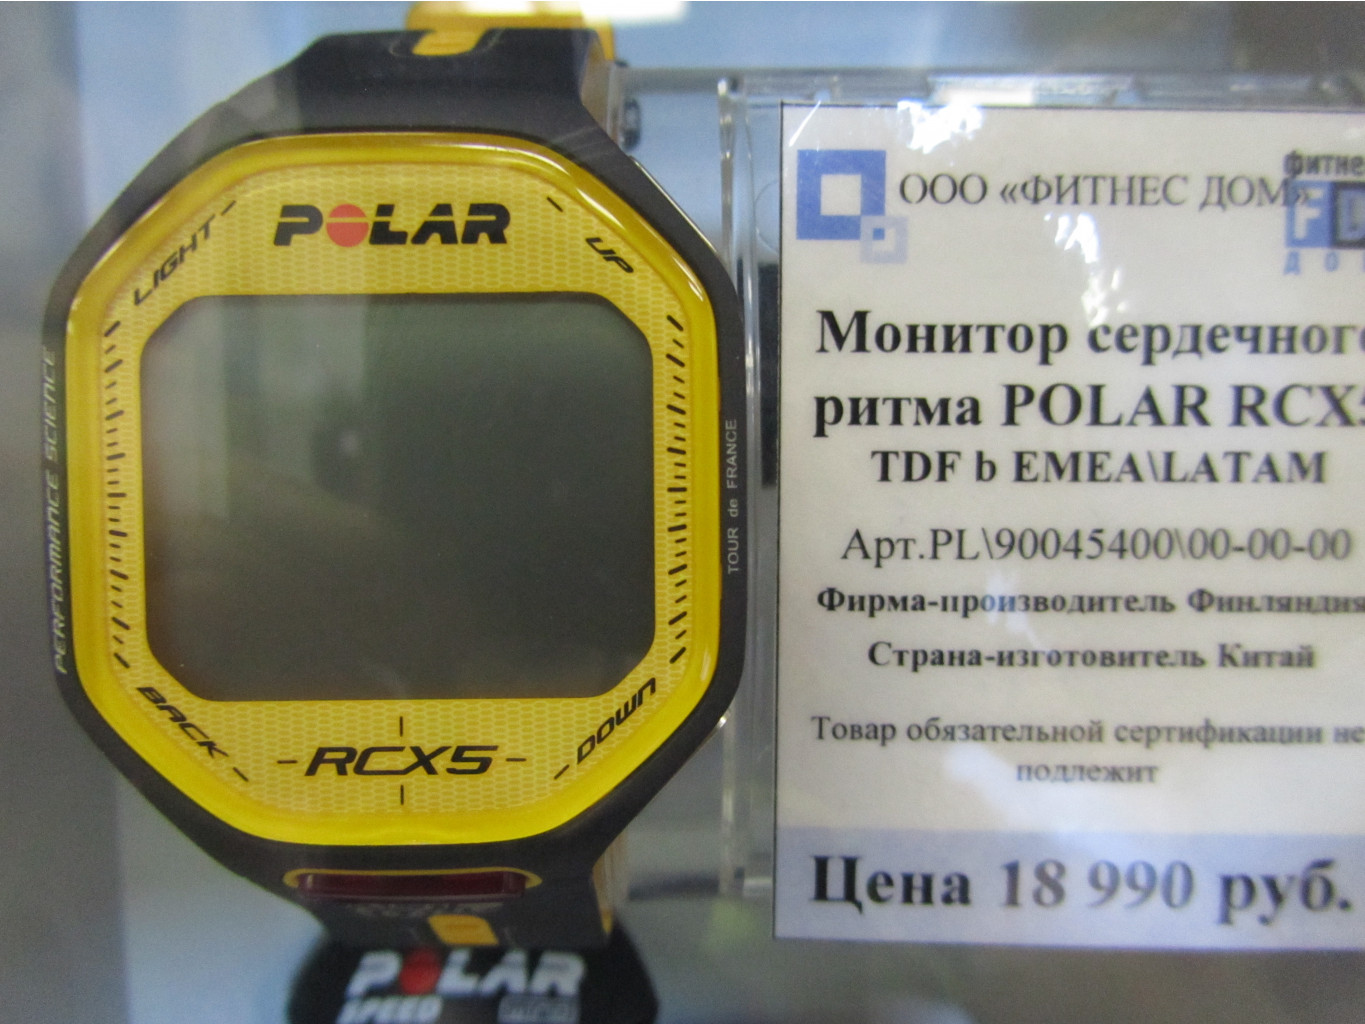 POLAR
LIGHT
UP
PERFORMANCE SCIENCE
TOUR de FRANCE
BACK
DOWN
RCX5
POLAR
SPEED
ООО «ФИТНЕС ДОМ»
фитне
Д О
Монитор сердечного
ритма POLAR RCX5
TDF b EMEA\LATAM
Арт.PL\90045400\00-00-00
Фирма-производитель Финляндия
Страна-изготовитель Китай
Товар обязательной сертификации не
подлежит
Цена 18 990 руб.